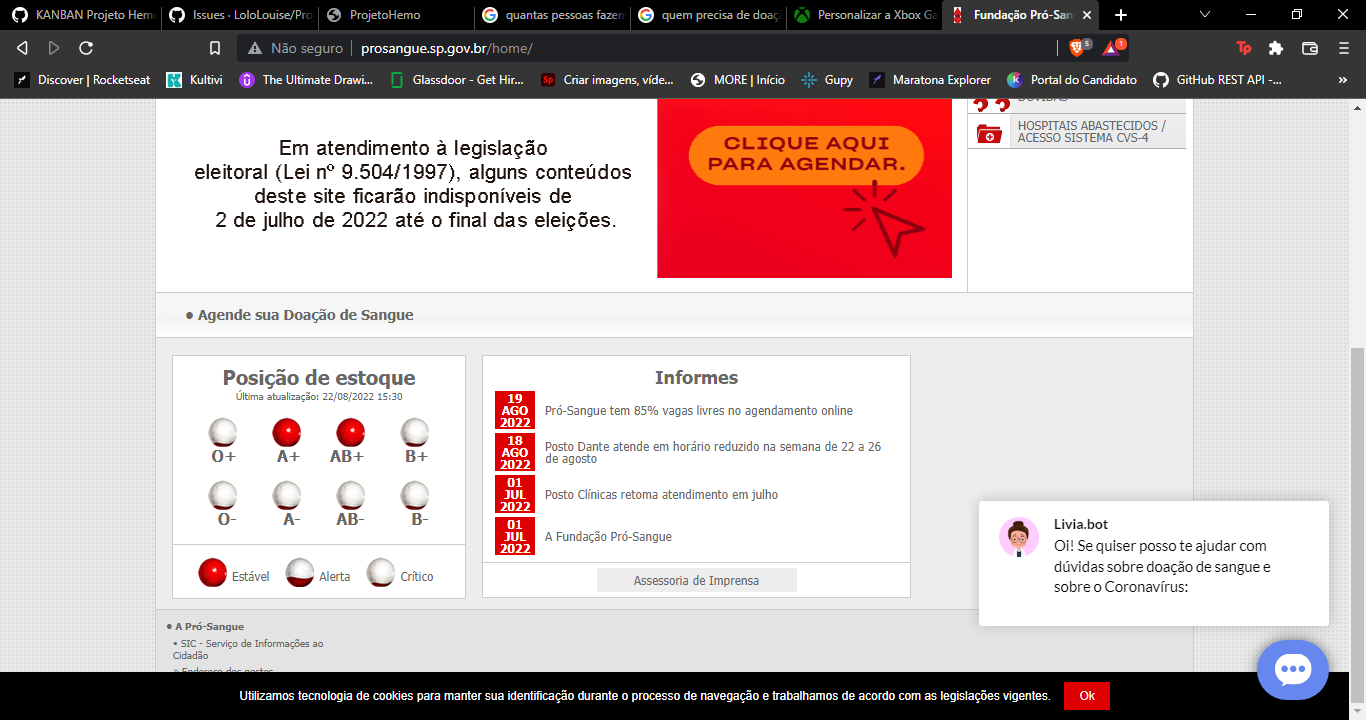 KANBAN Projeto Hem
Issues · LoloLouise/Pro
ProjetoHemo
quantas pessoas fazem
quem precisa de doaç
Personalizar a Xbox Ga
Fundação Pró-San
Não seguro
prosangue.sp.gov.br/home/
5
1
Tp
Discover | Rocketseat
Kultivi
The Ultimate Drawi...
Glassdoor - Get Hir...
Sp
Criar imagens, víde...
MORE | Início
Gupy
Maratona Explorer
Portal do Candidato
GitHub REST API -...
»
Em atendimento à legislação
eleitoral (Lei nº 9.504/1997), alguns conteúdos
deste site ficarão indisponíveis de
2 de julho de 2022 até o final das eleições.
CLIQUE AQUI
PARA AGENDAR.
DÚVIDAS
HOSPITAIS ABASTECIDOS /
ACESSO SISTEMA CVS-4
• Agende sua Doação de Sangue
Posição de estoque
Última atualização: 22/08/2022 15:30
O+ A+ AB+ B+
O- A- AB- B-
Estável Alerta Crítico
Informes
19
AGO
2022
Pró-Sangue tem 85% vagas livres no agendamento online
18
AGO
2022
Posto Dante atende em horário reduzido na semana de 22 a 26
de agosto
01
JUL
2022
Posto Clínicas retoma atendimento em julho
01
JUL
2022
A Fundação Pró-Sangue
Assessoria de Imprensa
Livia.bot
Oi! Se quiser posso te ajudar com
dúvidas sobre doação de sangue e
sobre o Coronavírus:
• A Pró-Sangue
• SIC - Serviço de Informações ao
Cidadão
» Endereço dos postos
Utilizamos tecnologia de cookies para manter sua identificação durante o processo de navegação e trabalhamos de acordo com as legislações vigentes.
Ok